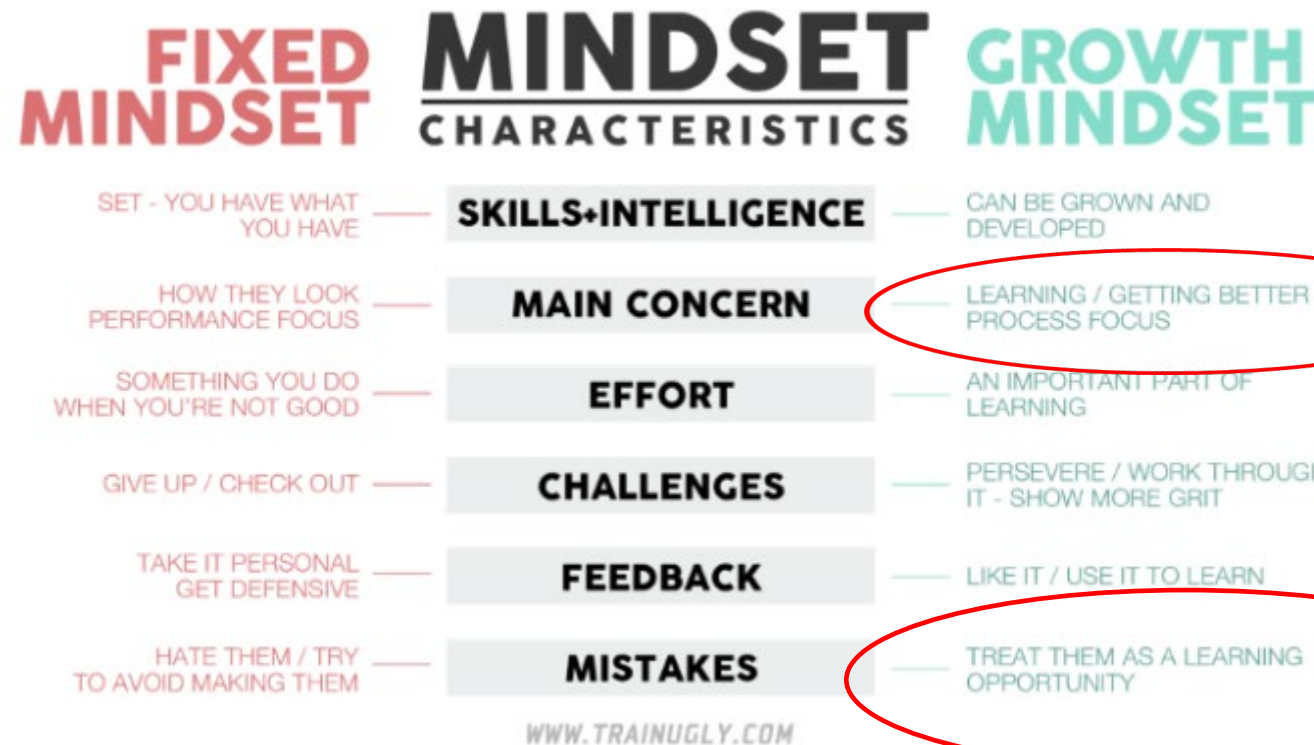 FIXED
MINDSET
MINDSET
CHARACTERISTICS
GROWTH
MINDSET
SET - YOU HAVE WHAT
YOU HAVE
SKILLS+INTELLIGENCE
CAN BE GROWN AND
DEVELOPED
HOW THEY LOOK
PERFORMANCE FOCUS
MAIN CONCERN
LEARNING / GETTING BETTER
PROCESS FOCUS
SOMETHING YOU DO
WHEN YOU'RE NOT GOOD
EFFORT
AN IMPORTANT PART OF
LEARNING
GIVE UP / CHECK OUT
CHALLENGES
PERSEVERE / WORK THROUGH
IT - SHOW MORE GRIT
TAKE IT PERSONAL
GET DEFENSIVE
FEEDBACK
LIKE IT / USE IT TO LEARN
HATE THEM / TRY
TO AVOID MAKING THEM
MISTAKES
TREAT THEM AS A LEARNING
OPPORTUNITY
WWW.TRAINUGLY.COM